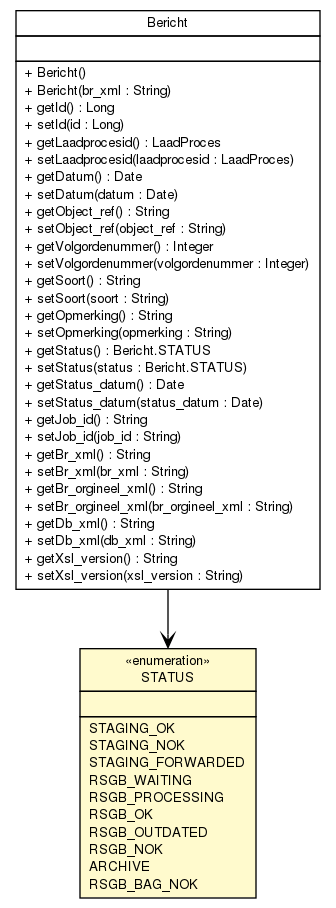 Bericht
+ Bericht()
+ Bericht(br_xml : String)
+ getId() : Long
+ setId(id : Long)
+ getLaadprocesid() : LaadProces
+ setLaadprocesid(laadprocesid : LaadProces)
+ getDatum() : Date
+ setDatum(datum : Date)
+ getObject_ref() : String
+ setObject_ref(object_ref : String)
+ getVolgordenummer() : Integer
+ setVolgordenummer(volgordenummer : Integer)
+ getSoort() : String
+ setSoort(soort : String)
+ getOpmerking() : String
+ setOpmerking(opmerking : String)
+ getStatus() : Bericht.STATUS
+ setStatus(status : Bericht.STATUS)
+ getStatus_datum() : Date
+ setStatus_datum(status_datum : Date)
+ getJob_id() : String
+ setJob_id(job_id : String)
+ getBr_xml() : String
+ setBr_xml(br_xml : String)
+ getBr_orgineel_xml() : String
+ setBr_orgineel_xml(br_orgineel_xml : String)
+ getDb_xml() : String
+ setDb_xml(db_xml : String)
+ getXsl_version() : String
+ setXsl_version(xsl_version : String)
«enumeration»
STATUS
STAGING_OK
STAGING_NOK
STAGING_FORWARDED
RSGB_WAITING
RSGB_PROCESSING
RSGB_OK
RSGB_OUTDATED
RSGB_NOK
ARCHIVE
RSGB_BAG_NOK